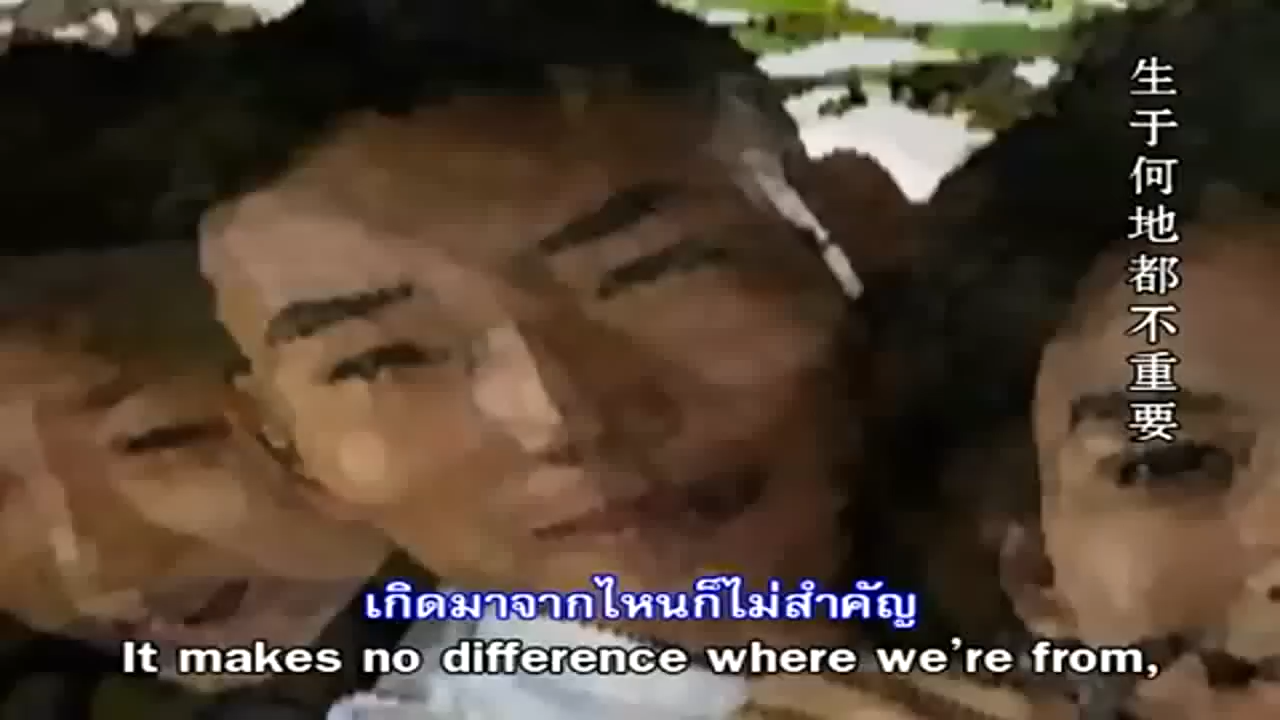 生于何地都不重要
เกิดมาจากไหนก็ไม่สำคัญ
It makes no difference where we're from,